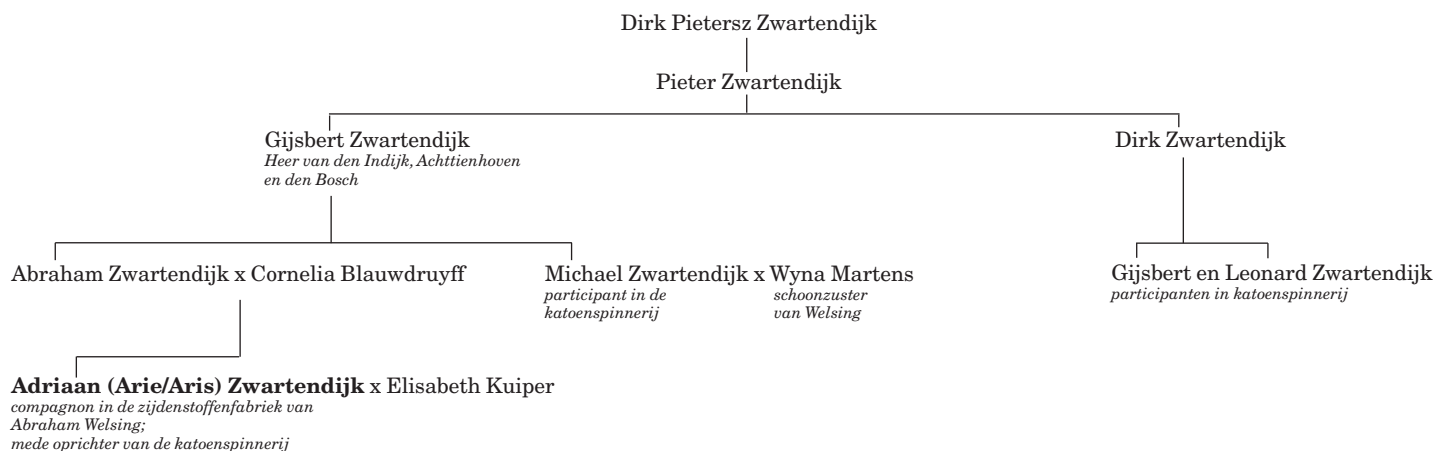 Dirk Pietersz Zwartendijk
Pieter Zwartendijk
Gijsbert Zwartendijk
Heer van den Indijk, Achttienhoven
en den Bosch
Dirk Zwartendijk
Abraham Zwartendijk x Cornelia Blauwdruyff
Michael Zwartendijk x Wyna Martens
participant in de
katoenspinnerij
schoonzuster
van Welsing
Gijsbert en Leonard Zwartendijk
participanten in katoenspinnerij
Adriaan (Arie/Aris) Zwartendijk x Elisabeth Kuiper
compagnon in de zijdenstoffenfabriek van
Abraham Welsing;
mede oprichter van de katoenspinnerij